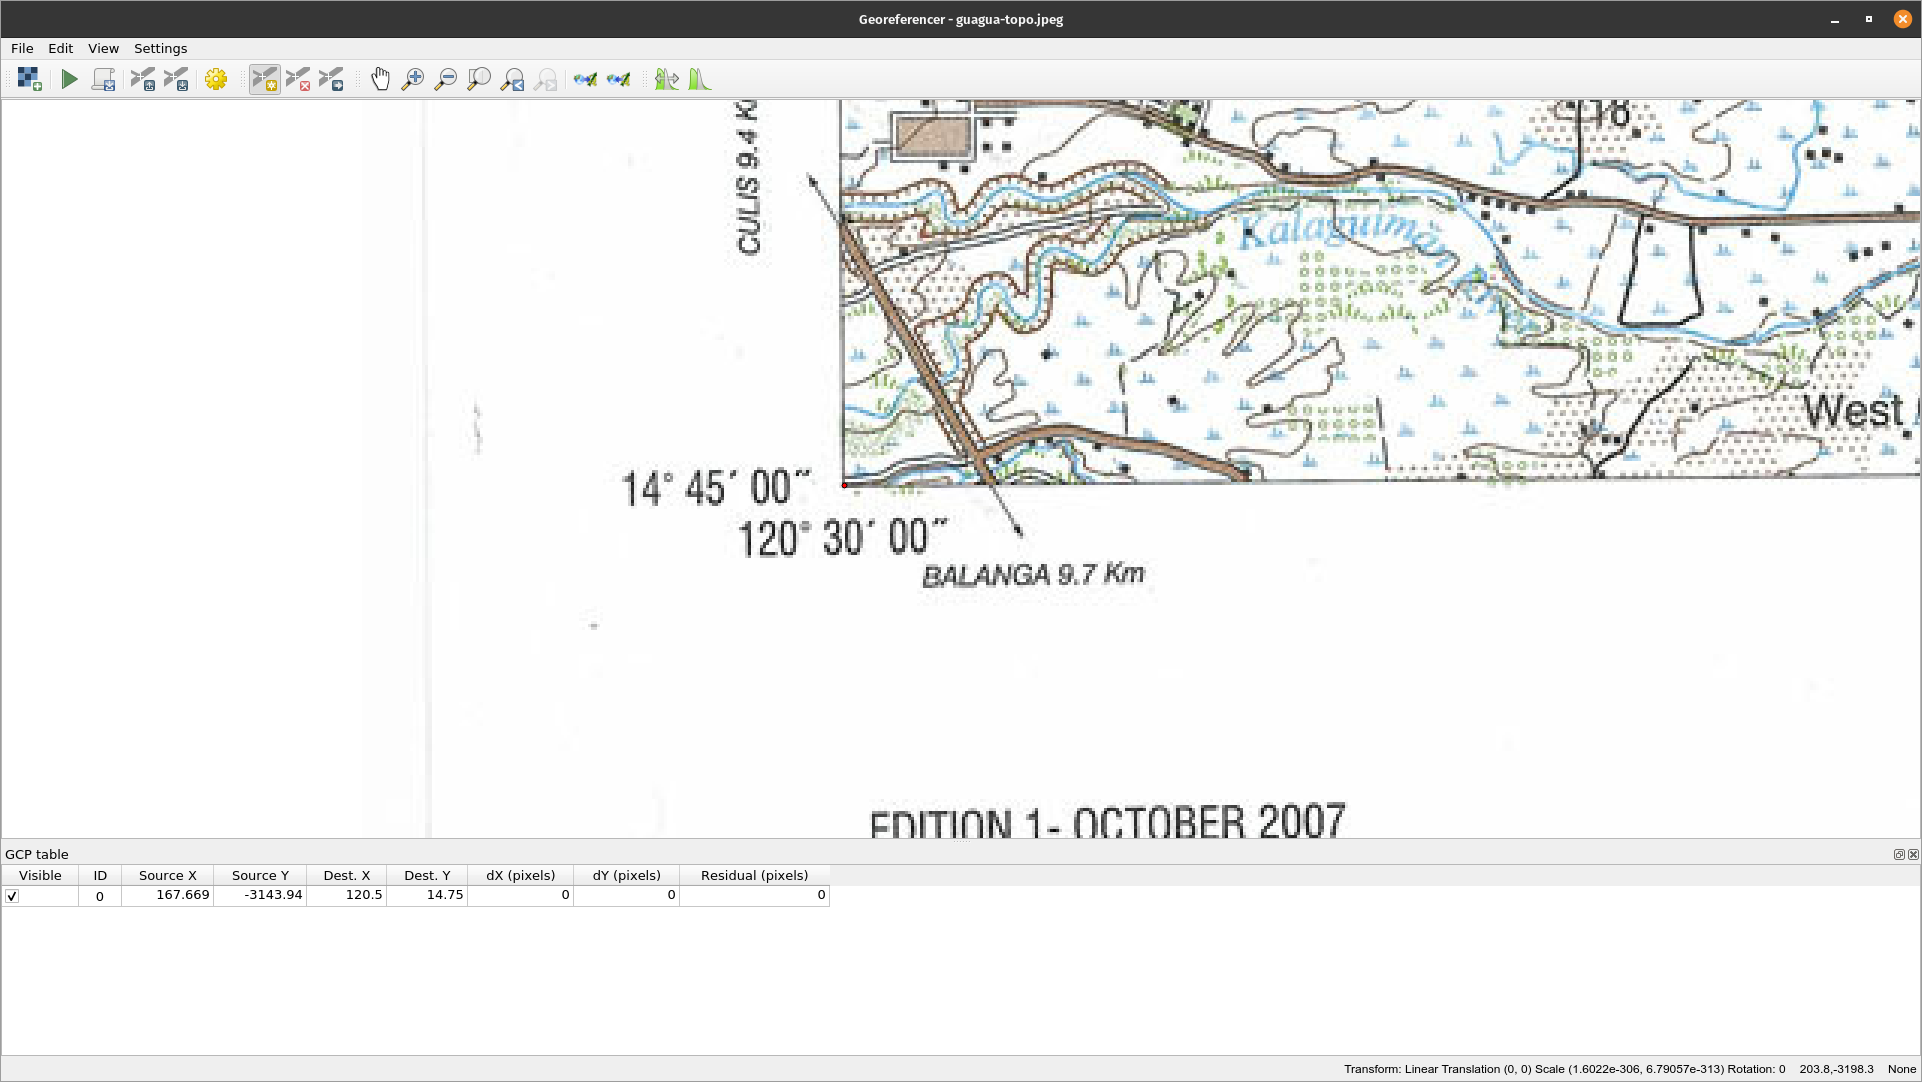 Georeferencer - guagua-topo.jpeg
File Edit View Settings
CULIS 9.4 K
18
Kalaguiman
West
14° 45′ 00″
120° 30′ 00″
BALANGA 9.7 Km
EDITION 1- OCTOBER 2007
GCP table
Visible ID Source X Source Y Dest. X Dest. Y dX (pixels) dY (pixels) Residual (pixels)
0 167.669 -3143.94 120.5 14.75 0 0 0
Transform: Linear Translation (0, 0) Scale (1.6022e-306, 6.79057e-313) Rotation: 0 203.8,-3198.3 None